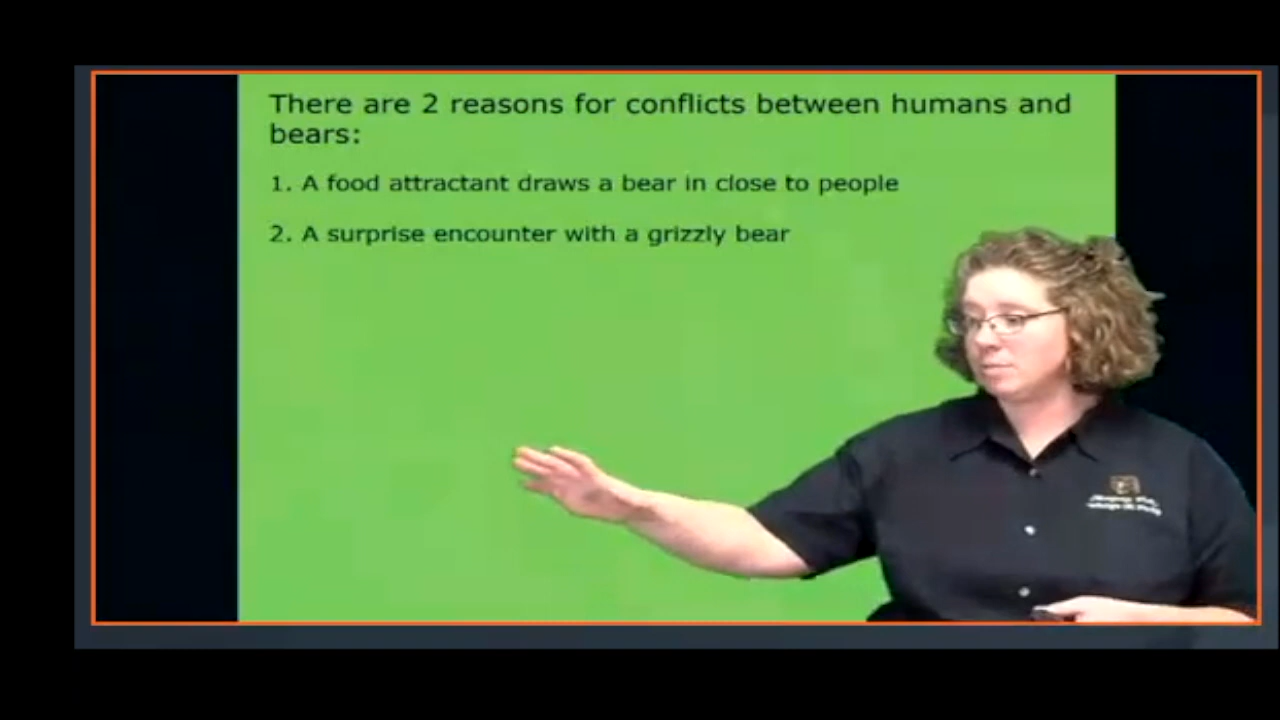 There are 2 reasons for conflicts between humans and
bears:
1. A food attractant draws a bear in close to people
2. A surprise encounter with a grizzly bear